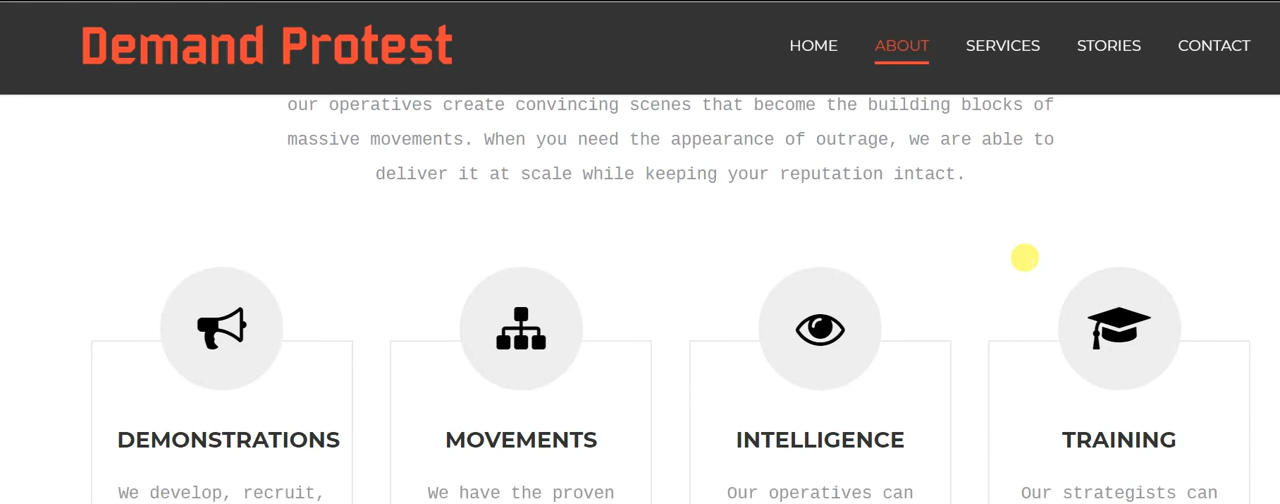 Demand Protest
HOME ABOUT SERVICES STORIES CONTACT
our operatives create convincing scenes that become the building blocks of
massive movements. When you need the appearance of outrage, we are able to
deliver it at scale while keeping your reputation intact.
DEMONSTRATIONS MOVEMENTS INTELLIGENCE TRAINING
We develop, recruit, We have the proven Our operatives can Our strategists can